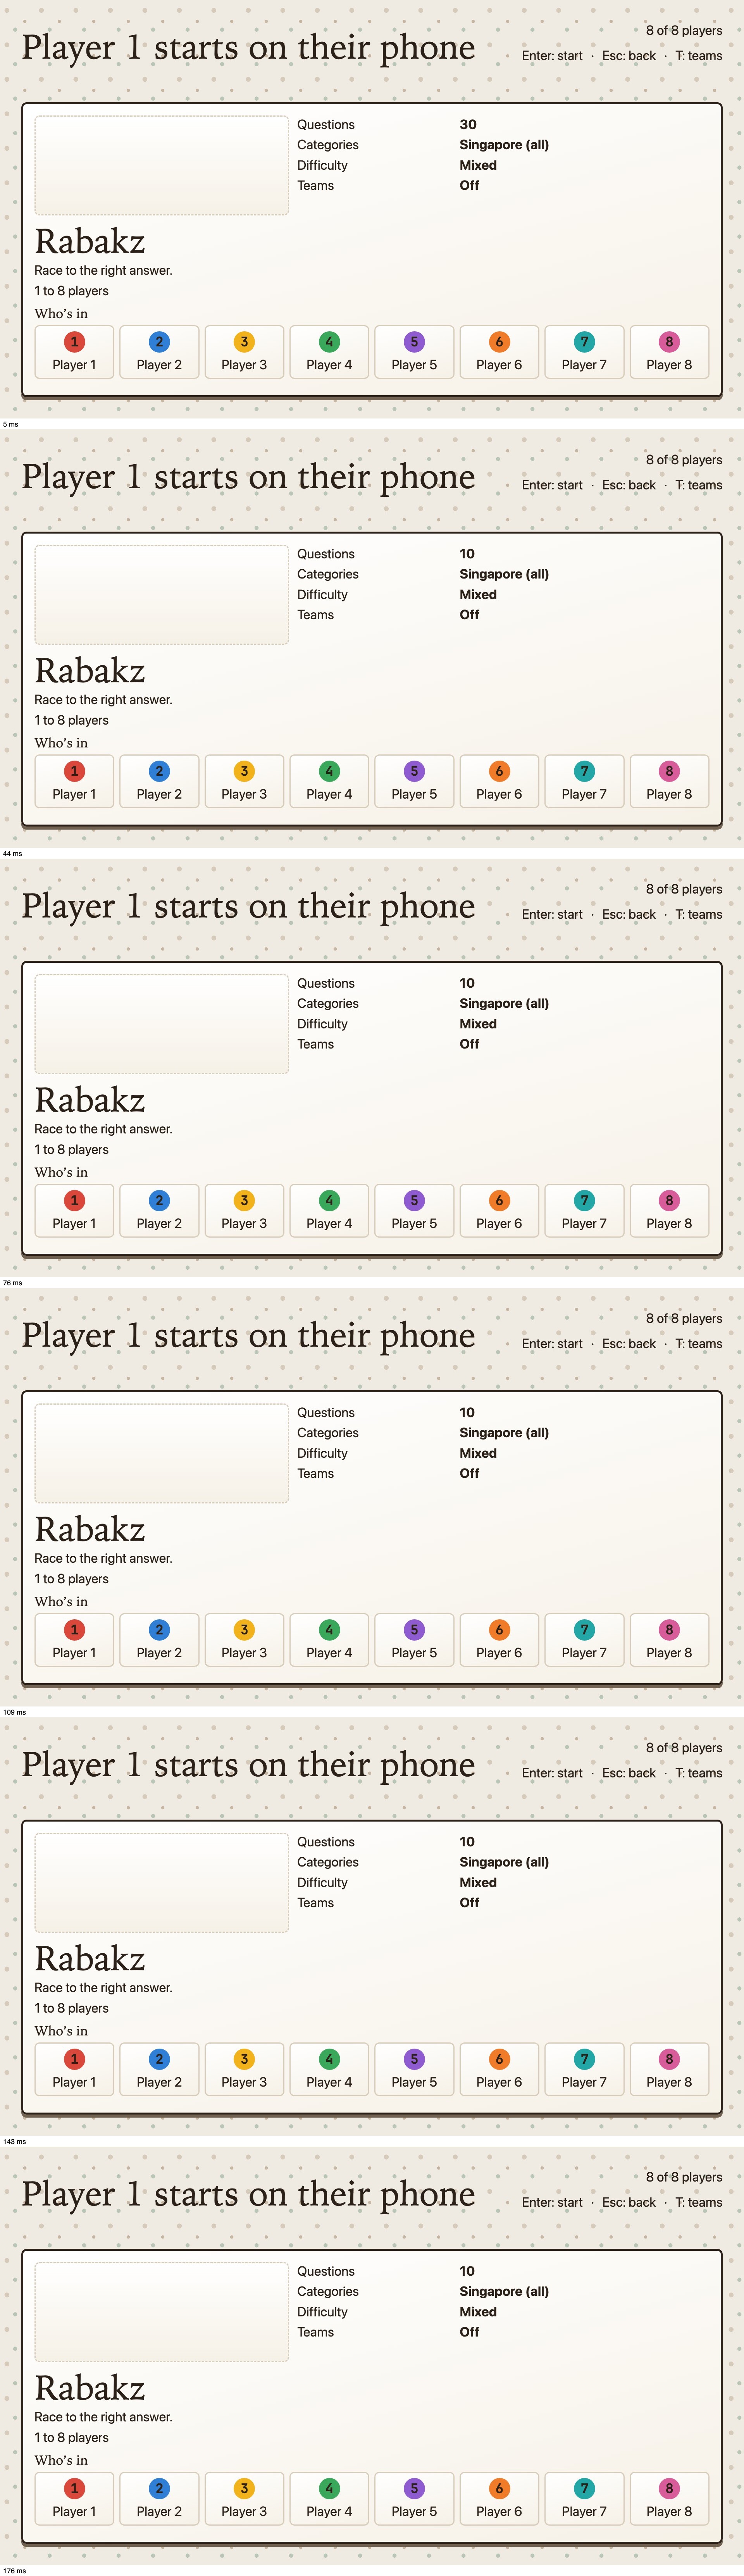 Player 1 starts on their phone
8 of 8 players
Enter: start · Esc: back · T: teams
Questions 30
Categories Singapore (all)
Difficulty Mixed
Teams Off
Rabakz
Race to the right answer.
1 to 8 players
Who's in
1 2 3 4 5 6 7 8
Player 1 Player 2 Player 3 Player 4 Player 5 Player 6 Player 7 Player 8
5 ms
Player 1 starts on their phone
8 of 8 players
Enter: start · Esc: back · T: teams
Questions 10
Categories Singapore (all)
Difficulty Mixed
Teams Off
Rabakz
Race to the right answer.
1 to 8 players
Who's in
1 2 3 4 5 6 7 8
Player 1 Player 2 Player 3 Player 4 Player 5 Player 6 Player 7 Player 8
44 ms
Player 1 starts on their phone
8 of 8 players
Enter: start · Esc: back · T: teams
Questions 10
Categories Singapore (all)
Difficulty Mixed
Teams Off
Rabakz
Race to the right answer.
1 to 8 players
Who's in
1 2 3 4 5 6 7 8
Player 1 Player 2 Player 3 Player 4 Player 5 Player 6 Player 7 Player 8
76 ms
Player 1 starts on their phone
8 of 8 players
Enter: start · Esc: back · T: teams
Questions 10
Categories Singapore (all)
Difficulty Mixed
Teams Off
Rabakz
Race to the right answer.
1 to 8 players
Who's in
1 2 3 4 5 6 7 8
Player 1 Player 2 Player 3 Player 4 Player 5 Player 6 Player 7 Player 8
109 ms
Player 1 starts on their phone
8 of 8 players
Enter: start · Esc: back · T: teams
Questions 10
Categories Singapore (all)
Difficulty Mixed
Teams Off
Rabakz
Race to the right answer.
1 to 8 players
Who's in
1 2 3 4 5 6 7 8
Player 1 Player 2 Player 3 Player 4 Player 5 Player 6 Player 7 Player 8
143 ms
Player 1 starts on their phone
8 of 8 players
Enter: start · Esc: back · T: teams
Questions 10
Categories Singapore (all)
Difficulty Mixed
Teams Off
Rabakz
Race to the right answer.
1 to 8 players
Who's in
1 2 3 4 5 6 7 8
Player 1 Player 2 Player 3 Player 4 Player 5 Player 6 Player 7 Player 8
176 ms